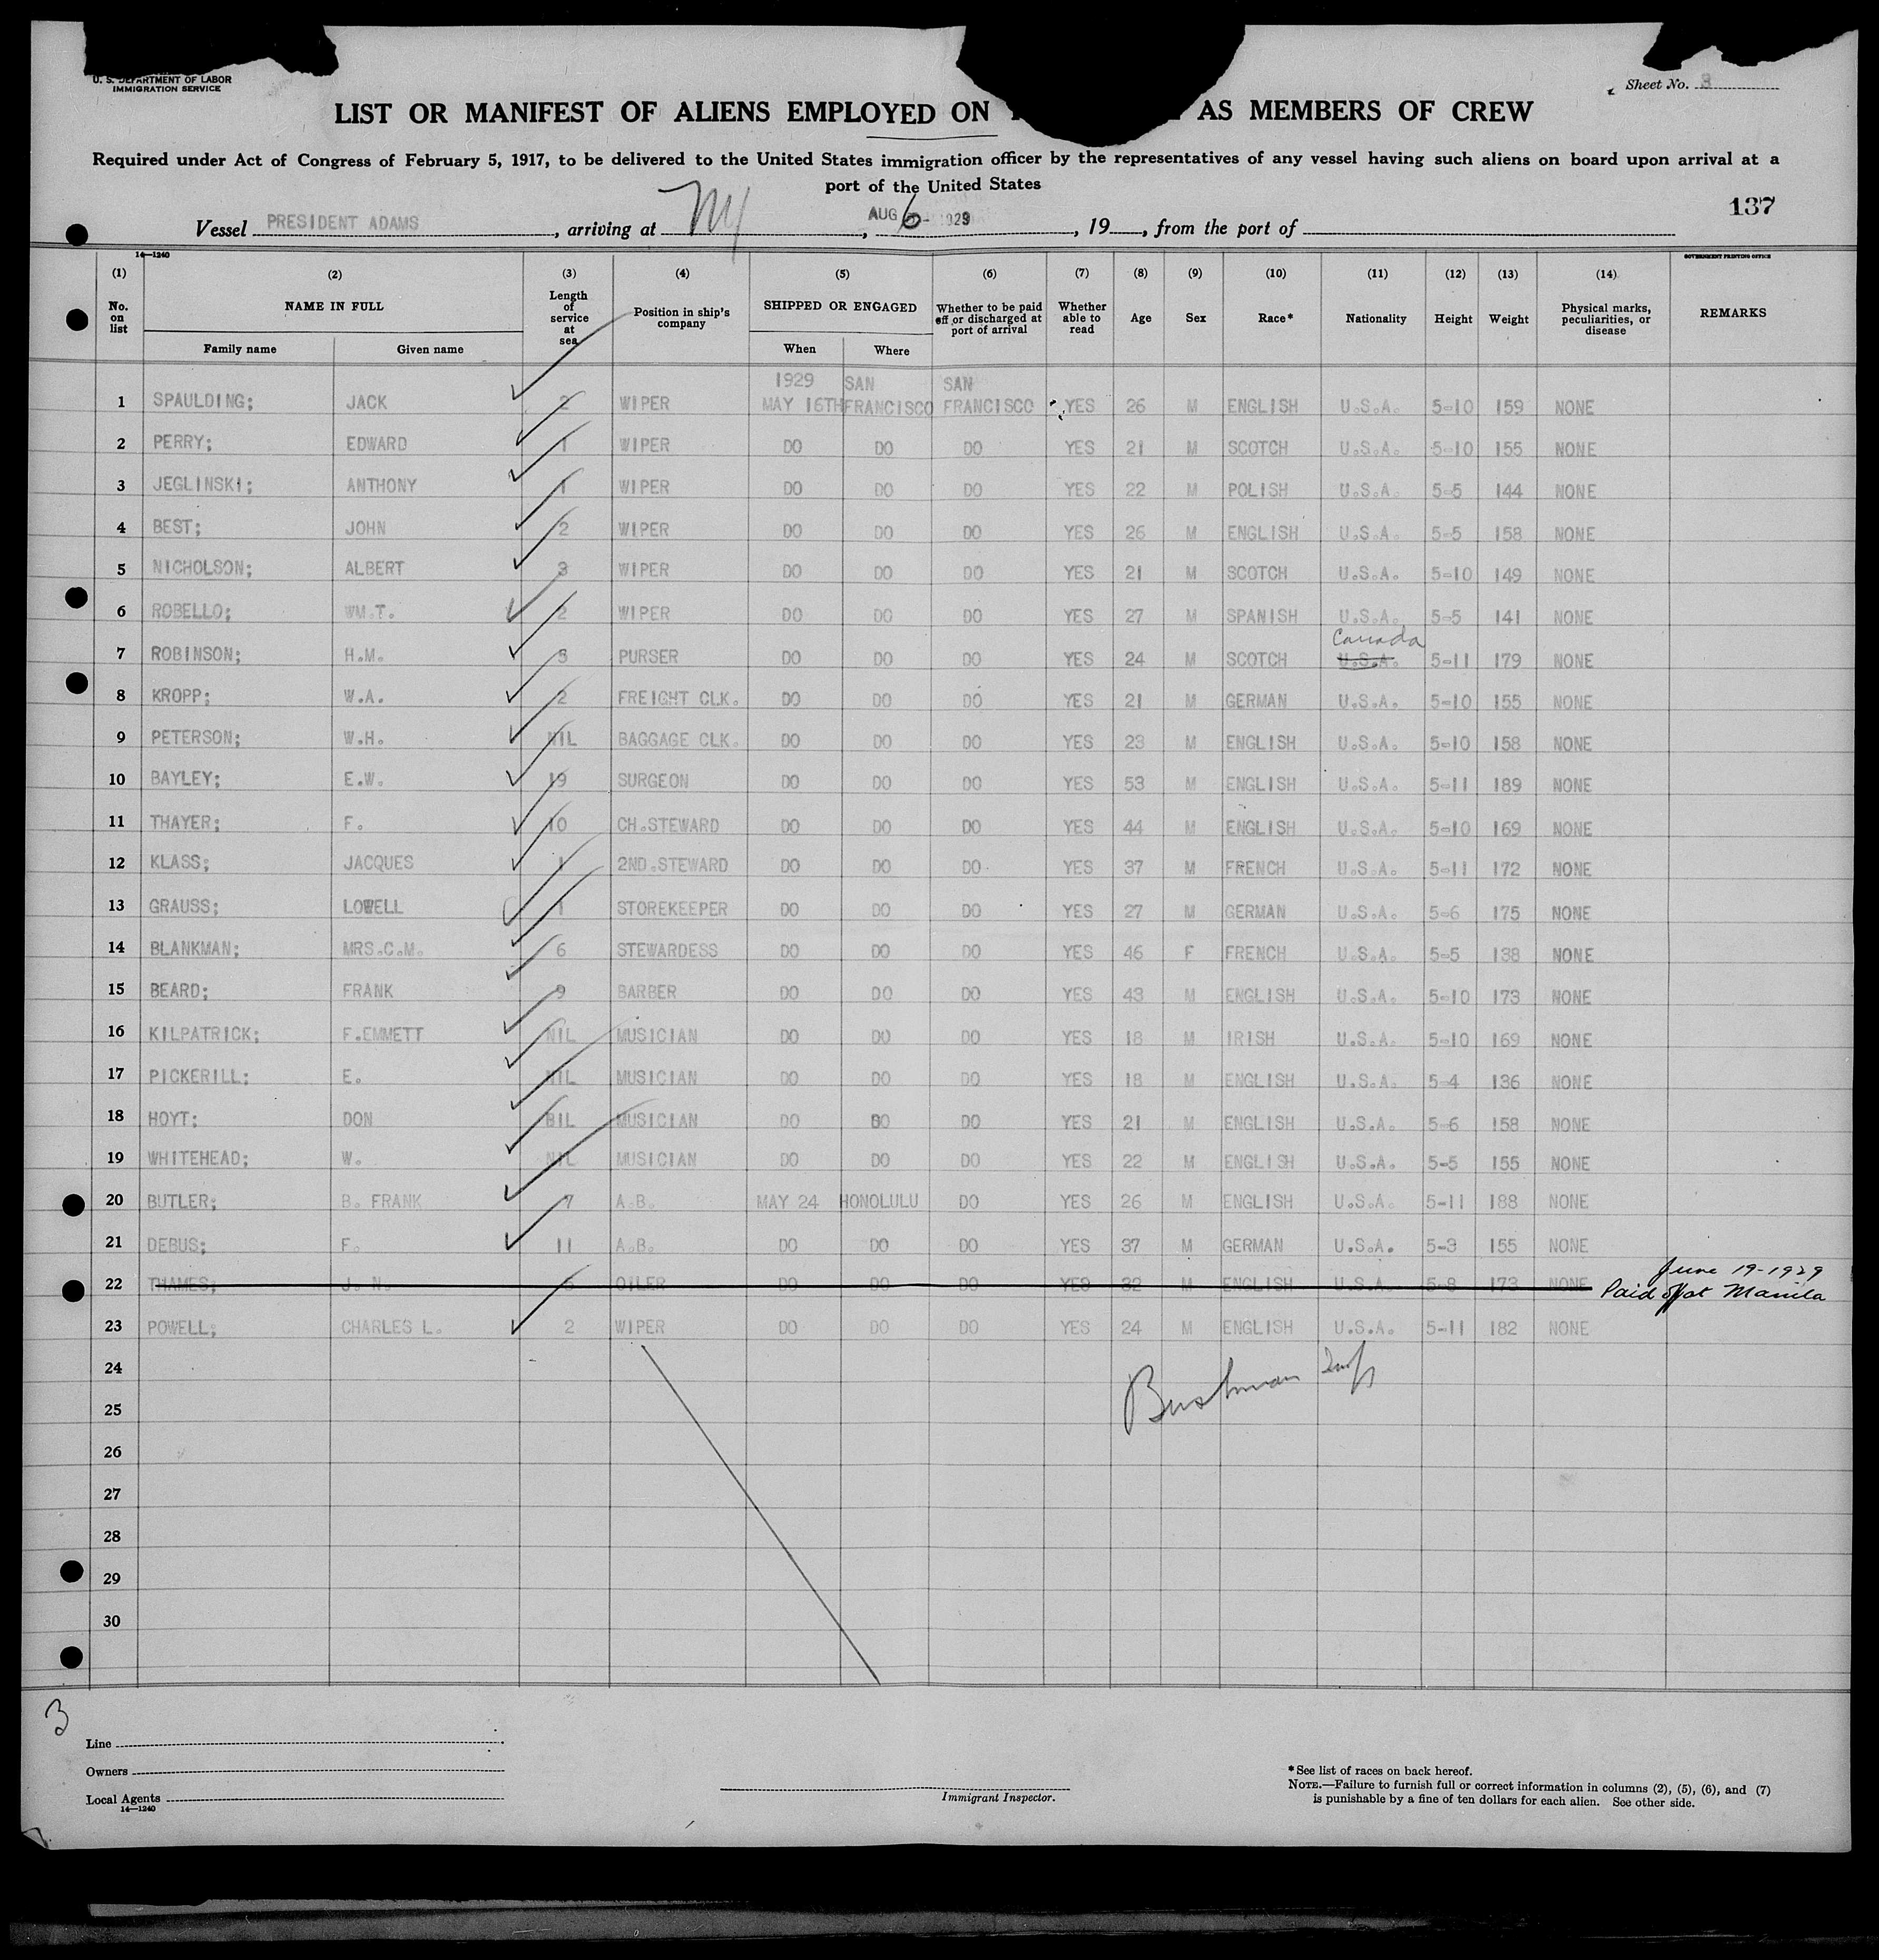 U. S. DEPARTMENT OF LABOR
IMMIGRATION SERVICE
Sheet No. 3
LIST OR MANIFEST OF ALIENS EMPLOYED ON AS MEMBERS OF CREW
Required under Act of Congress of February 5, 1917, to be delivered to the United States immigration officer by the representatives of any vessel having such aliens on board upon arrival at a
port of the United States
137
Vessel PRESIDENT ADAMS, arriving at NY, AUG 6 - 1929, 19, from the port of
14—1240
GOVERNMENT PRINTING OFFICE
(1) (2) (3) (4) (5) (6) (7) (8) (9) (10) (11) (12) (13) (14)
No. on list NAME IN FULL Length of service at sea Position in ship's company SHIPPED OR ENGAGED Whether to be paid off or discharged at port of arrival Whether able to read Age Sex Race* Nationality Height Weight Physical marks, peculiarities, or disease REMARKS
Family name Given name When Where
1929 SAN SAN
1 SPAULDING; JACK 2 WIPER MAY 16TH FRANCISCO FRANCISCO YES 26 M ENGLISH U.S.A. 5-10 159 NONE
2 PERRY; EDWARD 1 WIPER DO DO DO YES 21 M SCOTCH U.S.A. 5-10 155 NONE
3 JEGLINSKI; ANTHONY 1 WIPER DO DO DO YES 22 M POLISH U.S.A. 5-5 144 NONE
4 BEST; JOHN 2 WIPER DO DO DO YES 26 M ENGLISH U.S.A. 5-5 158 NONE
5 NICHOLSON; ALBERT 3 WIPER DO DO DO YES 21 M SCOTCH U.S.A. 5-10 149 NONE
6 ROBELLO; WM.T. 2 WIPER DO DO DO YES 27 M SPANISH U.S.A. 5-5 141 NONE
Canada
7 ROBINSON; H.M. 3 PURSER DO DO DO YES 24 M SCOTCH U.S.A. 5-11 179 NONE
8 KROPP; W.A. 2 FREIGHT CLK. DO DO DO YES 21 M GERMAN U.S.A. 5-10 155 NONE
9 PETERSON; W.H. NIL BAGGAGE CLK. DO DO DO YES 23 M ENGLISH U.S.A. 5-10 158 NONE
10 BAYLEY; E.W. 19 SURGEON DO DO DO YES 53 M ENGLISH U.S.A. 5-11 189 NONE
11 THAYER; F. 10 CH.STEWARD DO DO DO YES 44 M ENGLISH U.S.A. 5-10 169 NONE
12 KLASS; JACQUES 1 2ND.STEWARD DO DO DO YES 37 M FRENCH U.S.A. 5-11 172 NONE
13 GRAUSS; LOWELL 1 STOREKEEPER DO DO DO YES 27 M GERMAN U.S.A. 5-6 175 NONE
14 BLANKMAN; MRS.C.M. 6 STEWARDESS DO DO DO YES 46 F FRENCH U.S.A. 5-5 138 NONE
15 BEARD; FRANK 9 BARBER DO DO DO YES 43 M ENGLISH U.S.A. 5-10 173 NONE
16 KILPATRICK; F.EMMETT NIL MUSICIAN DO DO DO YES 18 M IRISH U.S.A. 5-10 169 NONE
17 PICKERILL; E. NIL MUSICIAN DO DO DO YES 18 M ENGLISH U.S.A. 5-4 136 NONE
18 HOYT; DON BIL MUSICIAN DO DO DO YES 21 M ENGLISH U.S.A. 5-6 158 NONE
19 WHITEHEAD; W. NIL MUSICIAN DO DO DO YES 22 M ENGLISH U.S.A. 5-5 155 NONE
20 BUTLER; B. FRANK 7 A.B. MAY 24 HONOLULU DO YES 26 M ENGLISH U.S.A. 5-11 188 NONE
21 DEBUS; F. 11 A.B. DO DO DO YES 37 M GERMAN U.S.A. 5-3 155 NONE
June 19-1929
22 THAMES; J. N. OILER DO DO DO YES 32 M ENGLISH U.S.A. 5-8 173 NONE Paid off at Manila
23 POWELL; CHARLES L. 2 WIPER DO DO DO YES 24 M ENGLISH U.S.A. 5-11 182 NONE
24
Bushman Insp
25
26
27
28
29
30
3
Line
Owners
Local Agents
14—1240
Immigrant Inspector.
* See list of races on back hereof.
NOTE.—Failure to furnish full or correct information in columns (2), (5), (6), and (7)
is punishable by a fine of ten dollars for each alien. See other side.